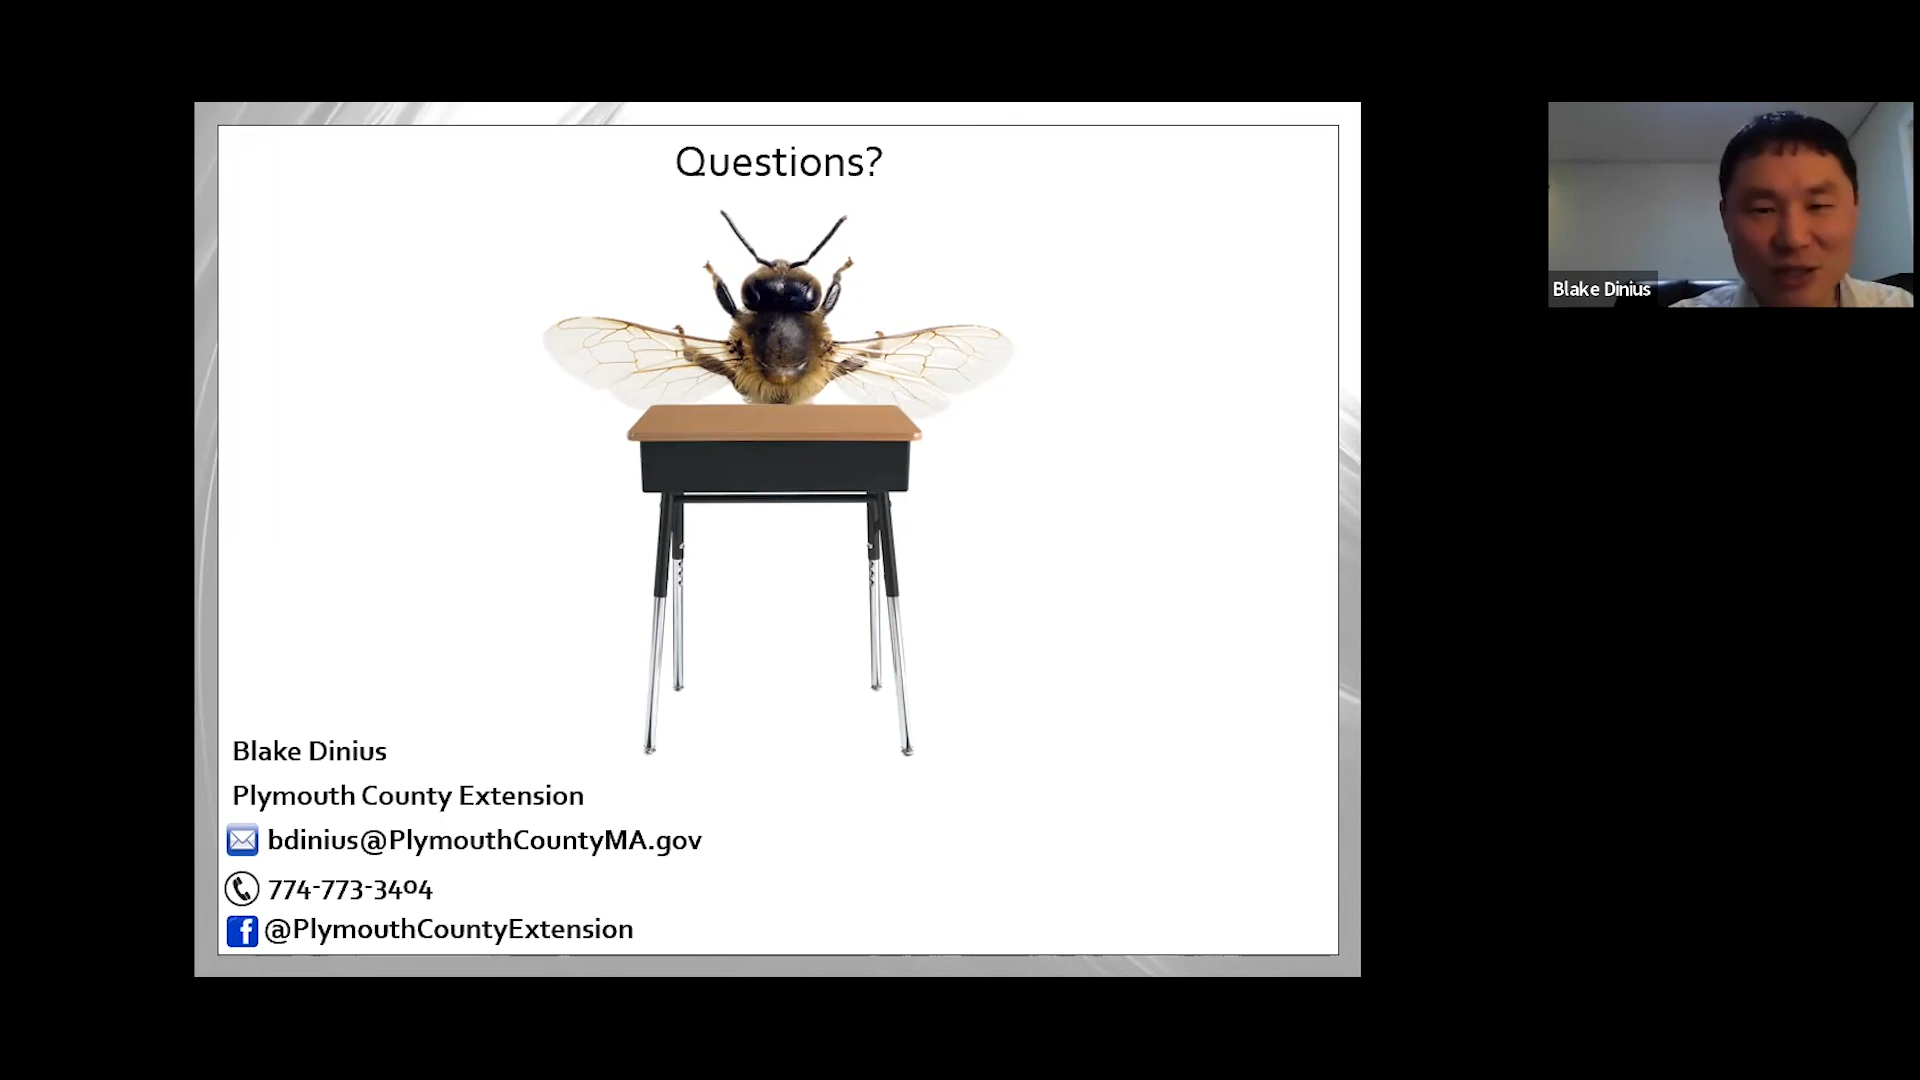 Questions?
Blake Dinius
Blake Dinius
Plymouth County Extension
bdinius@PlymouthCountyMA.gov
774-773-3404
@PlymouthCountyExtension